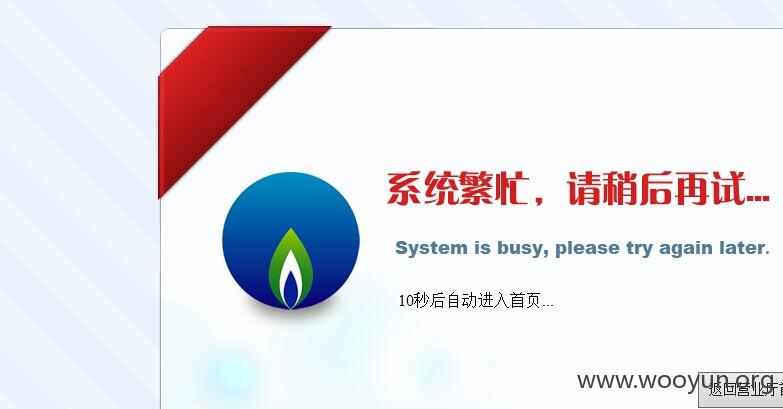 系统繁忙，请稍后再试...
System is busy, please try again later.
10秒后自动进入首页...
www.wooyun.org
返回营业厅首